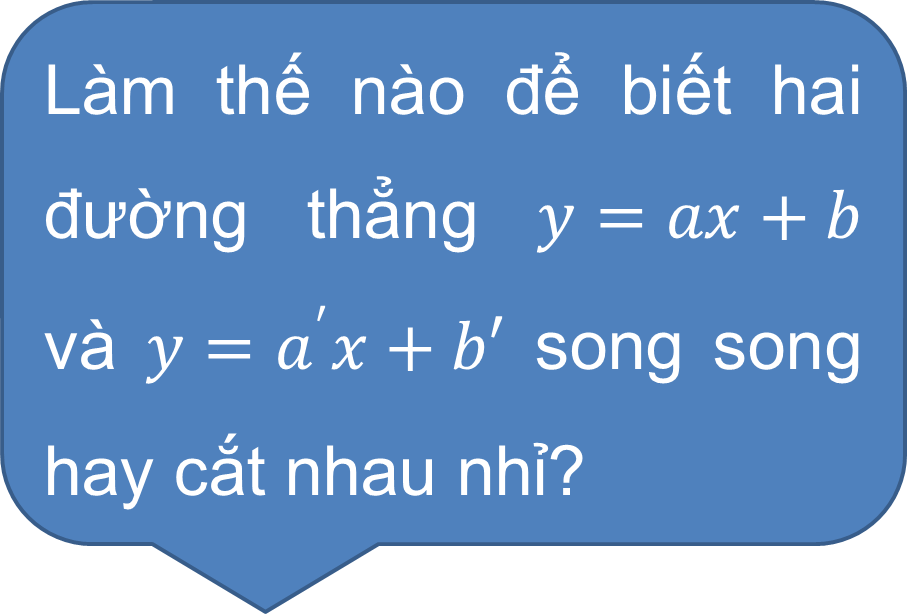 Làm thế nào để biết hai
đường thẳng y = ax + b
và y = a'x + b' song song
hay cắt nhau nhỉ?